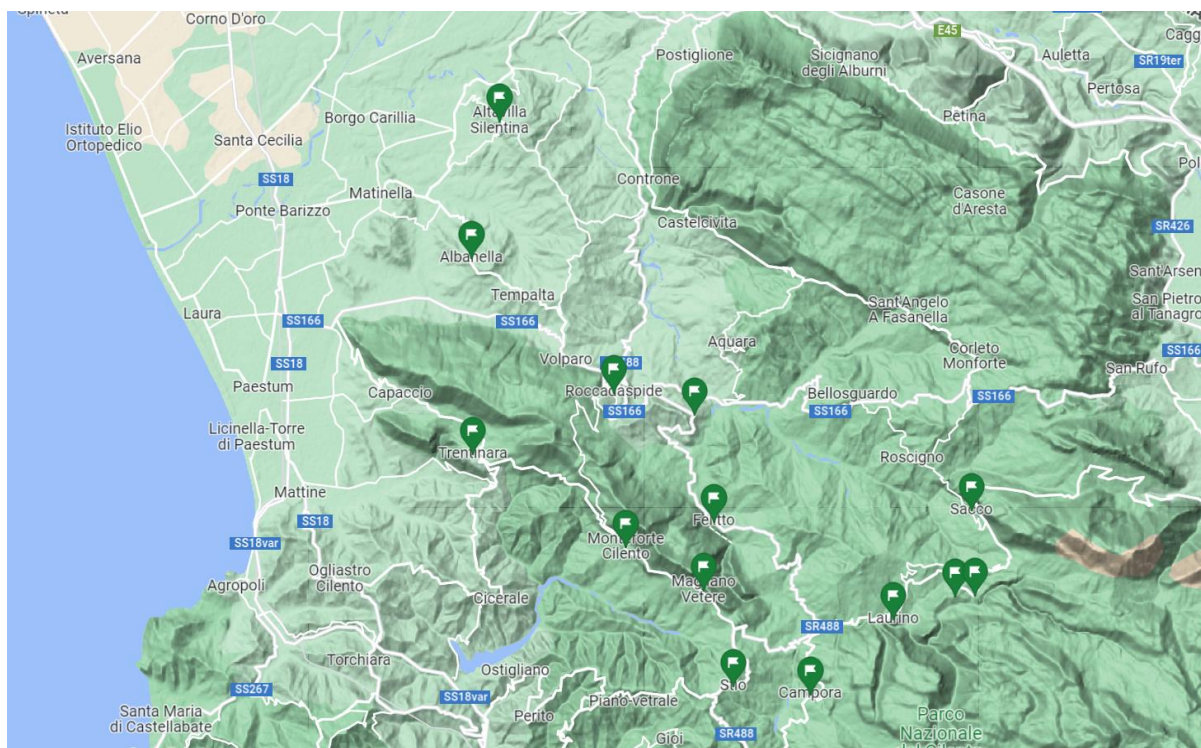 Corno D'oro
Aversana
Postiglione
Sicignano
degli Alburni
E45
Auletta
SR19ter
Pertosa
Petina
Altavilla
Silentina
Borgo Carillia
Istituto Elio
Ortopedico
Santa Cecilia
SS18
Matinella
Controne
Casone
d'Aresta
Ponte Barizzo
Castelcivita
SR426
Albanella
Tempalta
Sant'Arsen
San Pietro
al Tanagro
Laura
SS166
SS166
Sant'Angelo
A Fasanella
Aquara
Corleto
Monforte
SS166
San Rufo
SS18
Volparo
Roccadaspide
Paestum
Capaccio
SS166
Bellosguardo
SS166
SS166
Licinella-Torre
di Paestum
Trentinara
Roscigno
Mattine
SS18
Sacco
Felitto
Monteforte
Cilento
SS18var
Ogliastro
Cilento
Agropoli
Magliano
Vetere
Cicerale
Laurino
SR488
Torchiara
Ostigliano
SS267
SS18var
Piano-vetrale
Stio
Campora
Perito
Santa Maria
di Castellabate
Gioi
SR488
Parco
Nazionale